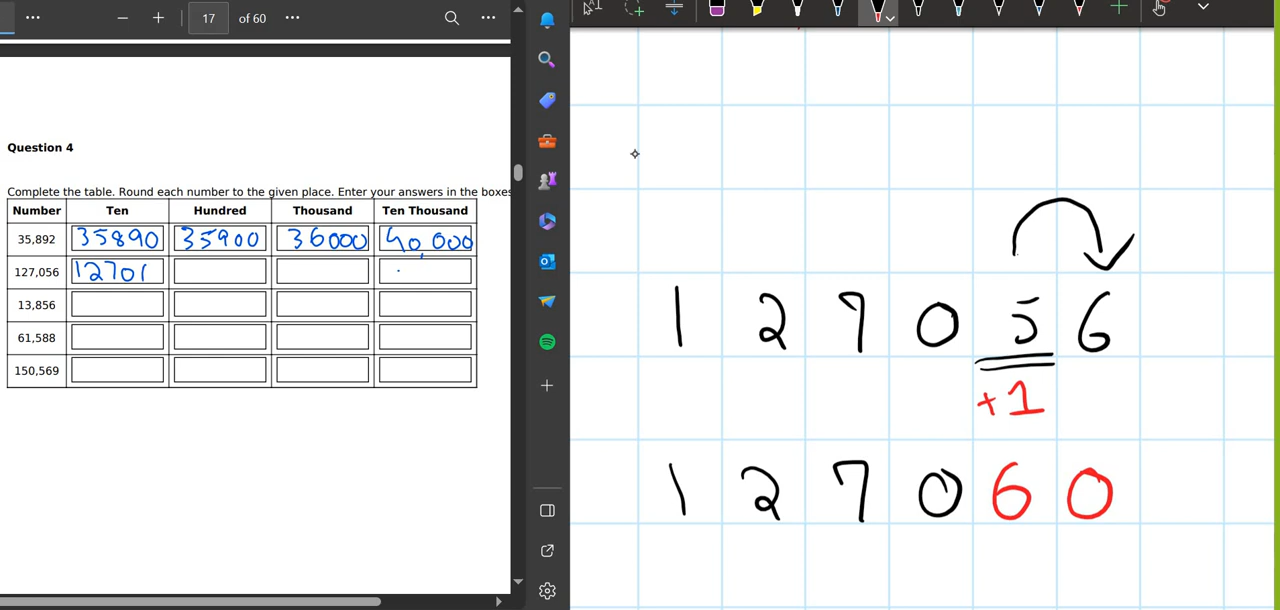 17 of 60
Question 4
Complete the table. Round each number to the given place. Enter your answers in the boxes
Number Ten Hundred Thousand Ten Thousand
35,892 35890 35900 36000 40,000
127,056 12701
13,856
61,588
150,569
1 2 7 0 5 6
+1
1 2 7 0 6 0